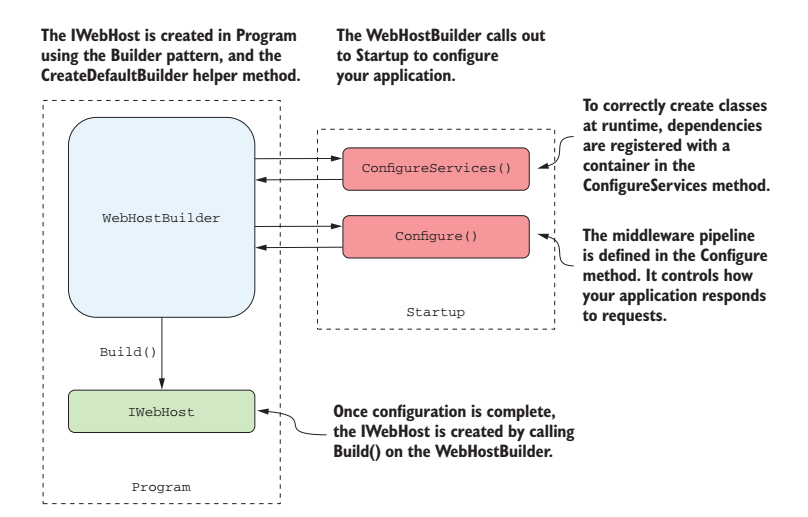 The IWebHost is created in Program
using the Builder pattern, and the
CreateDefaultBuilder helper method.
The WebHostBuilder calls out
to Startup to configure
your application.
To correctly create classes
at runtime, dependencies
are registered with a
container in the
ConfigureServices method.
ConfigureServices()
WebHostBuilder
Configure()
The middleware pipeline
is defined in the Configure
method. It controls how
your application responds
to requests.
Startup
Build()
IWebHost
Once configuration is complete,
the IWebHost is created by calling
Build() on the WebHostBuilder.
Program